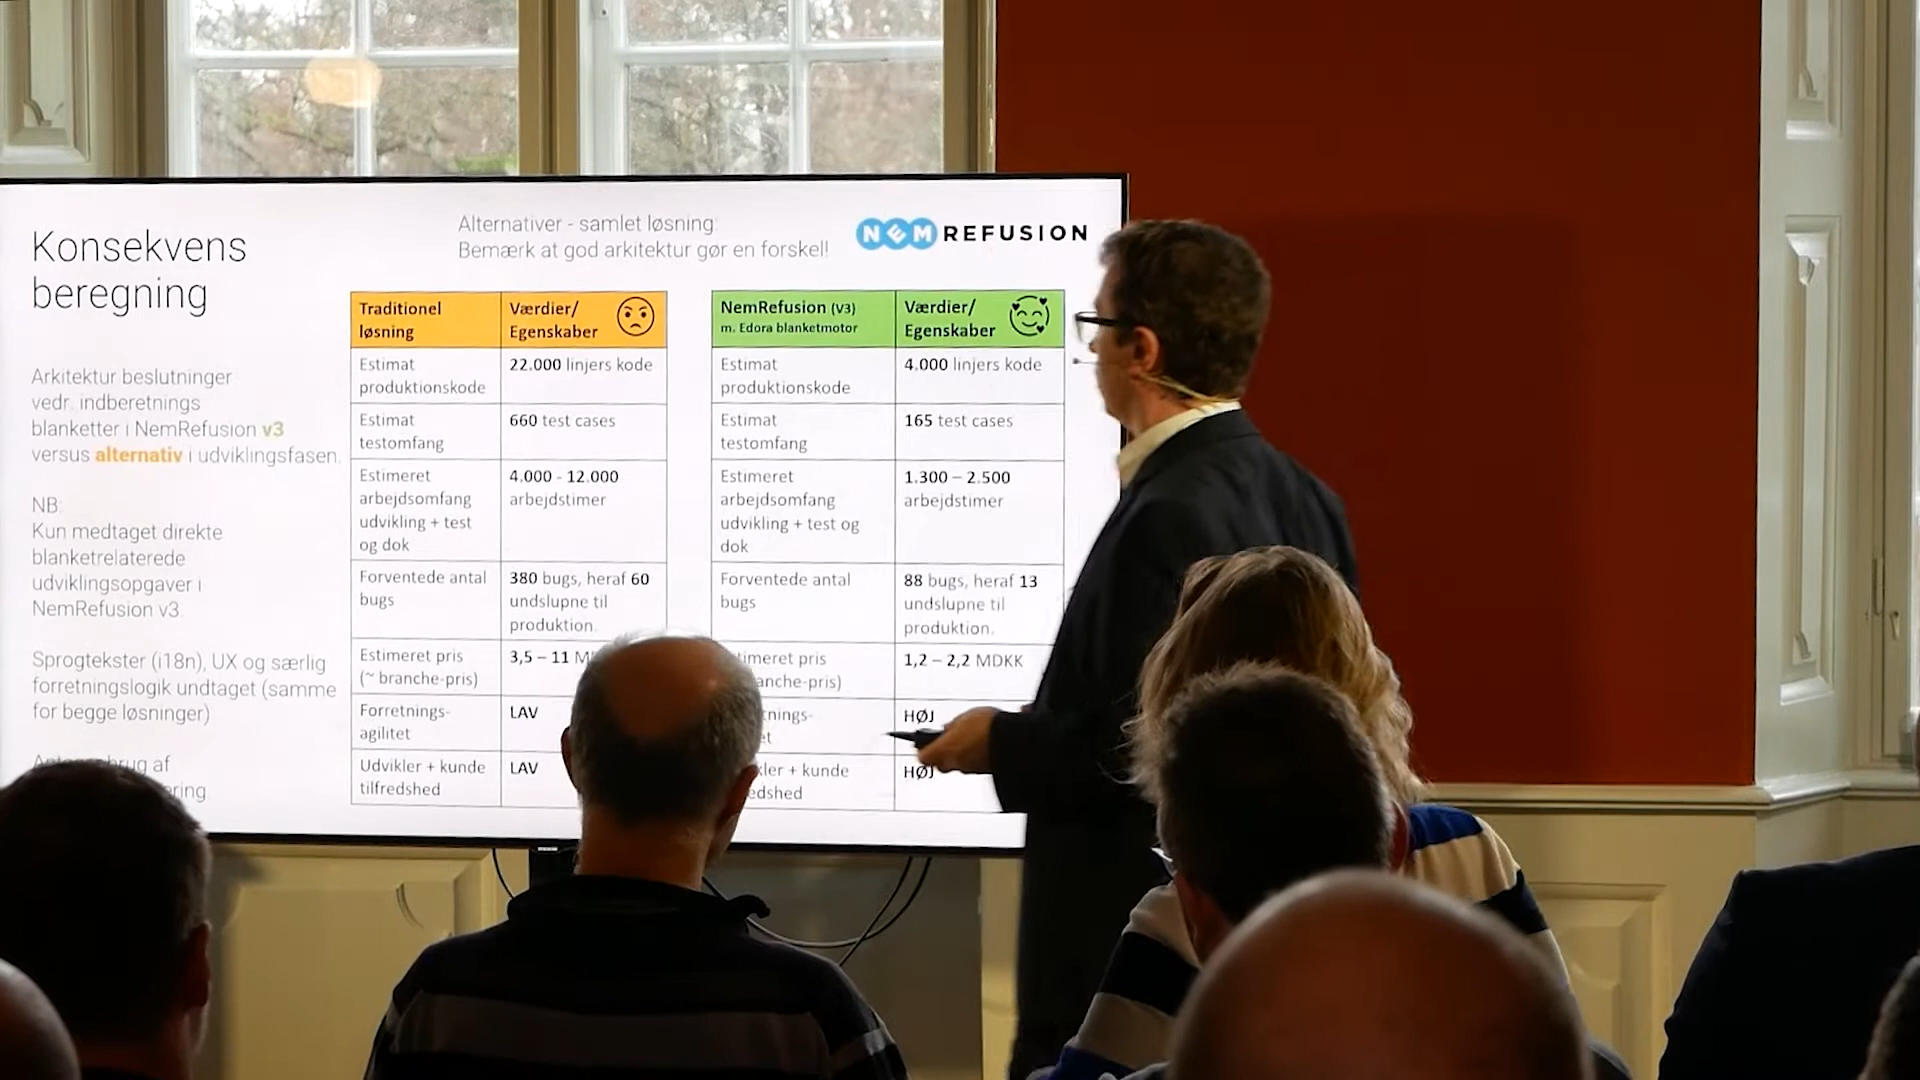 Konsekvens
beregning
Arkitektur beslutninger
vedr. indberetnings
blanketter i NemRefusion v3
versus alternativ i udviklingsfasen.
NB:
Kun medtaget direkte
blanketrelaterede
udviklingsopgaver i
NemRefusion v3.
Sprogtekster (i18n), UX og særlig
forretningslogik undtaget (samme
for begge løsninger)
af
Alternativer - samlet løsning:
Bemærk at god arkitektur gør en forskel!
NEM REFUSION
Traditionel
løsning
Værdier/
Egenskaber
Estimat
produktionskode
22.000 linjers kode
Estimat
testomfang
660 test cases
Estimeret
arbejdsomfang
udvikling + test
og dok
4.000 - 12.000
arbejdstimer
Forventede antal
bugs
380 bugs, heraf 60
undslupne til
produktion.
Estimeret pris
(~ branche-pris)
3,5 – 11
Forretnings-
agilitet
LAV
Udvikler + kunde
tilfredshed
LAV
NemRefusion (V3)
m. Edora blanketmotor
Værdier/
Egenskaber
Estimat
produktionskode
4.000 linjers kode
Estimat
testomfang
165 test cases
Estimeret
arbejdsomfang
udvikling + test og
dok
1.300 – 2.500
arbejdstimer
Forventede antal
bugs
88 bugs, heraf 13
undslupne til
produktion.
pris
1,2 – 2,2 MDKK
HØJ
+ kunde
HØJ